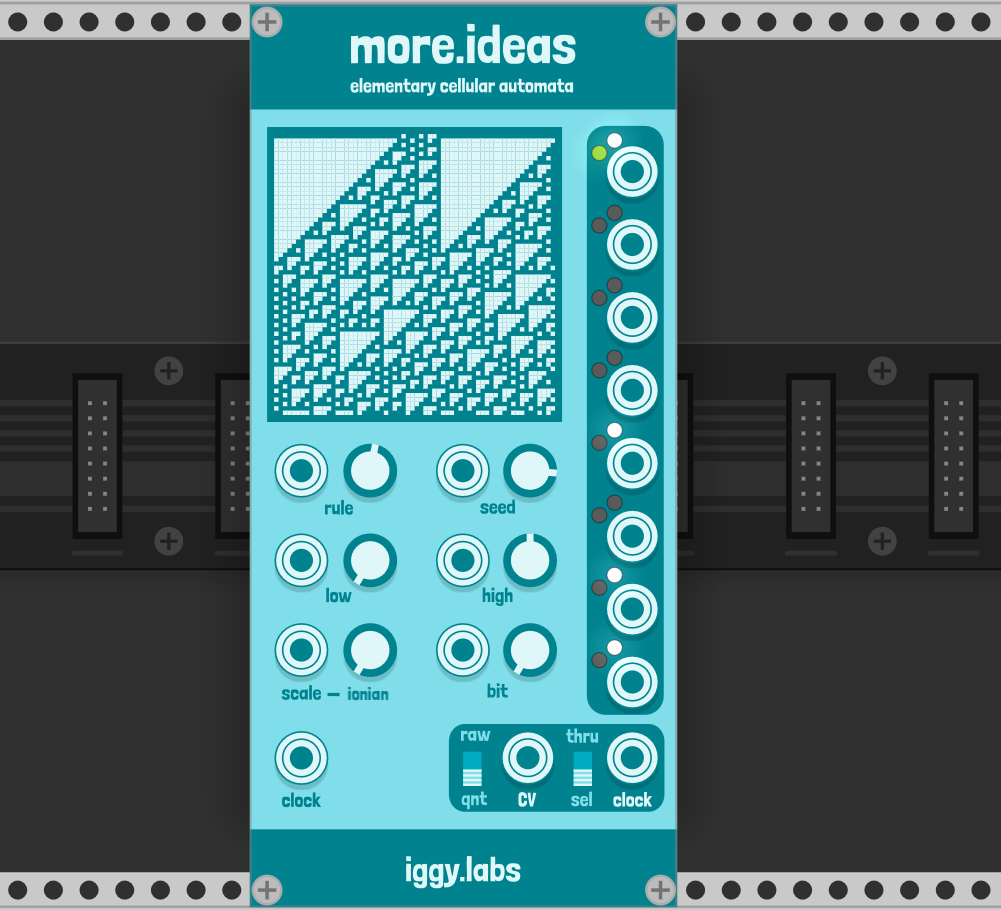 more.ideas
elementary cellular automata
rule
seed
low
high
scale – ionian
bit
raw
thru
clock
qnt
CV
sel
clock
iggy.labs